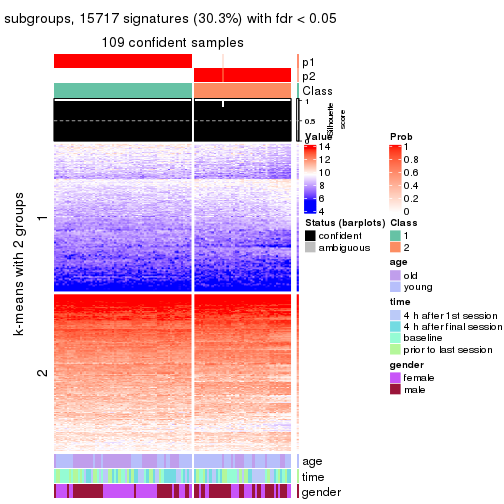 subgroups, 15717 signatures (30.3%) with fdr < 0.05
109 confident samples
p1
p2
Class
1
0.5
0
Silhouette
score
k-means with 2 groups
1
2
Value
14
12
10
8
6
4
Prob
1
0.8
0.6
0.4
0.2
0
Status (barplots)
confident
ambiguous
Class
1
2
age
old
young
time
4 h after 1st session
4 h after final session
baseline
prior to last session
gender
female
male
age
time
gender